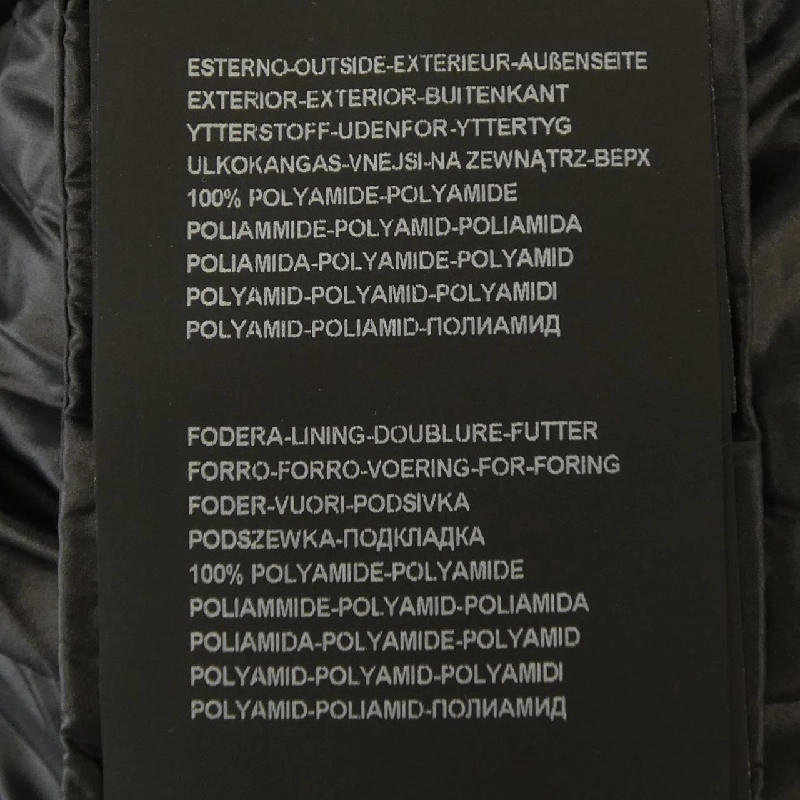 ESTERNO-OUTSIDE-EXTERIEUR-AUßENSEITE
EXTERIOR-EXTERIOR-BUITENKANT
YTTERSTOFF-UDENFOR-YTTERTYG
ULKOKANGAS-VNEJSI-NA ZEWNĄTRZ-ВЕРХ
100% POLYAMIDE-POLYAMIDE
POLIAMMIDE-POLYAMID-POLIAMIDA
POLIAMIDA-POLYAMIDE-POLYAMID
POLYAMID-POLYAMID-POLYAMIDI
POLYAMID-POLIAMID-ПОЛИАМИД
FODERA-LINING-DOUBLURE-FUTTER
FORRO-FORRO-VOERING-FOR-FORING
FODER-VUORI-PODSIVKA
PODSZEWKA-ПОДКЛАДКА
100% POLYAMIDE-POLYAMIDE
POLIAMMIDE-POLYAMID-POLIAMIDA
POLIAMIDA-POLYAMIDE-POLYAMID
POLYAMID-POLYAMID-POLYAMIDI
POLYAMID-POLIAMID-ПОЛИАМИД